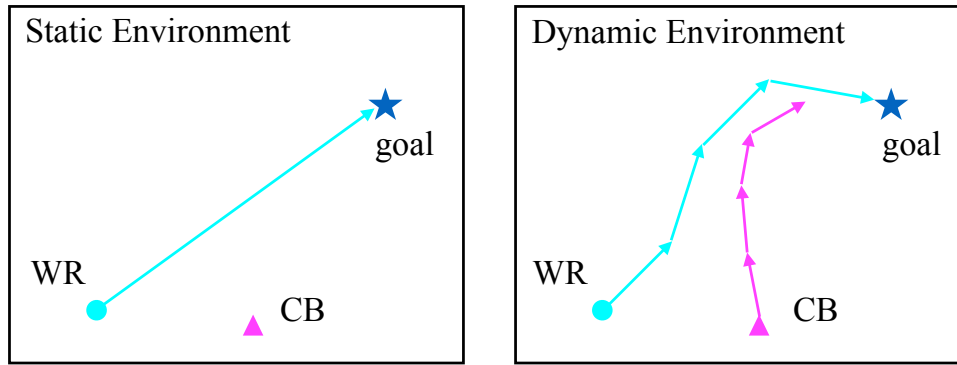 Static Environment
goal
WR
CB
Dynamic Environment
goal
WR
CB